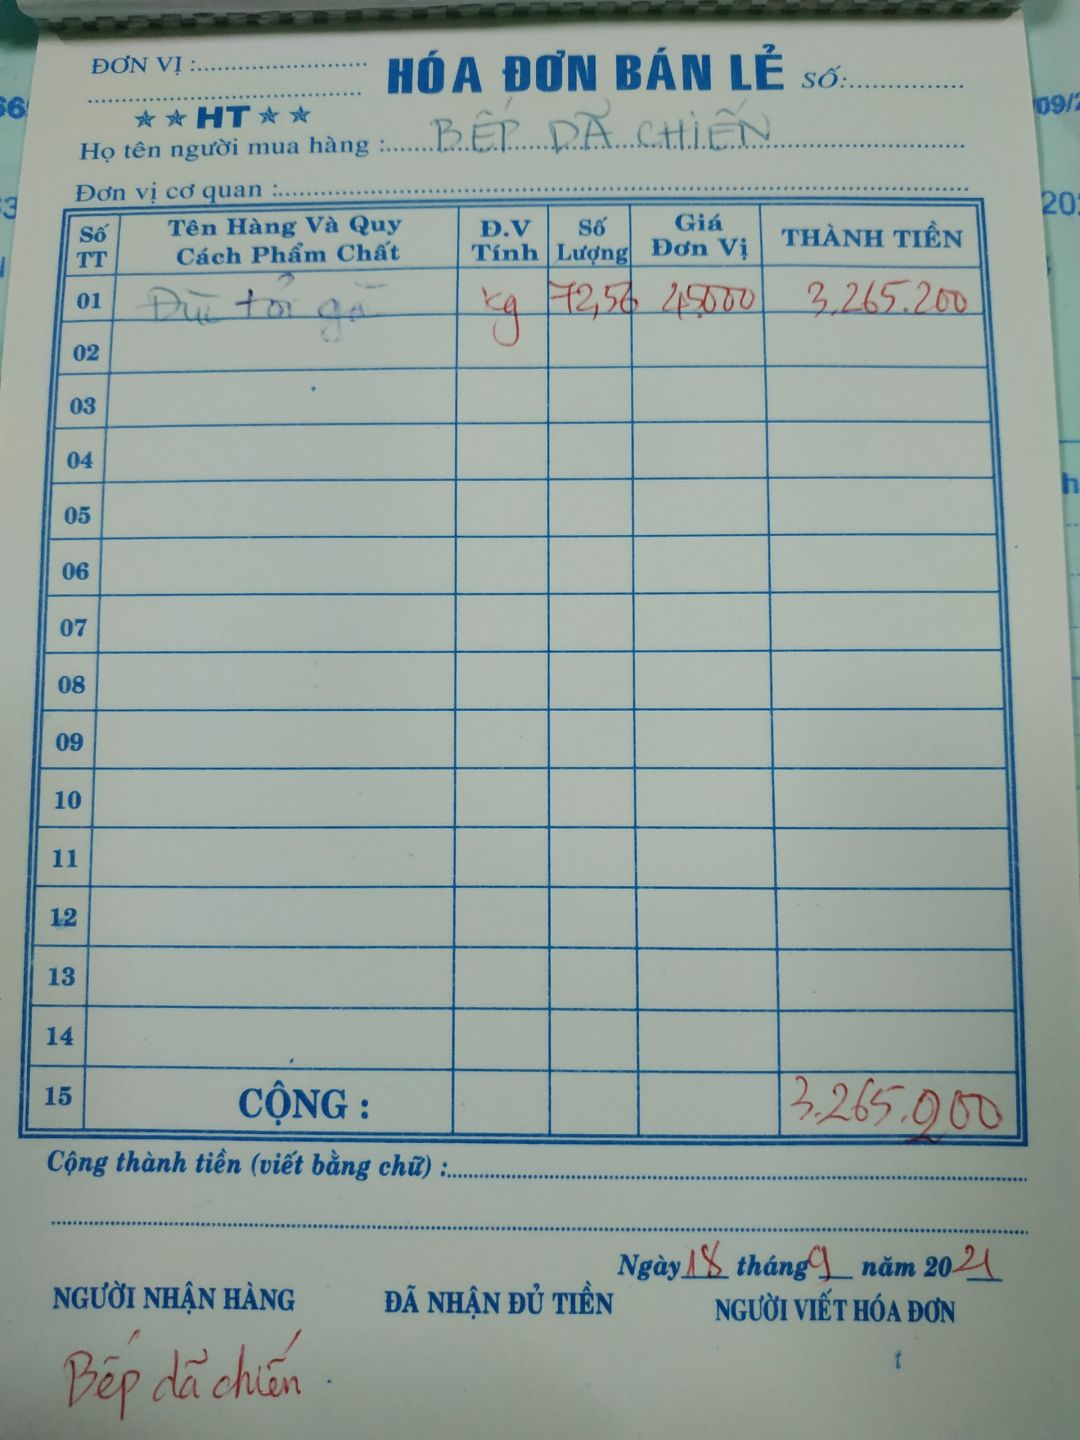 ĐƠN VỊ :
HÓA ĐƠN BÁN LẺ SỐ:
HT
Họ tên người mua hàng : BẾP DÃ CHIẾN
Đơn vị cơ quan :
Số TT Tên Hàng Và Quy Cách Phẩm Chất Đ.V Tính Số Lượng Giá Đơn Vị THÀNH TIỀN
01 Đùi tỏi gà kg 72,56 45000 3.265.200
02
03
04
05
06
07
08
09
10
11
12
13
14
15 CỘNG : 3.265.200
Cộng thành tiền (viết bằng chữ) :
Ngày 18 tháng 9 năm 2021
NGƯỜI NHẬN HÀNG ĐÃ NHẬN ĐỦ TIỀN NGƯỜI VIẾT HÓA ĐƠN
Bếp dã chiến